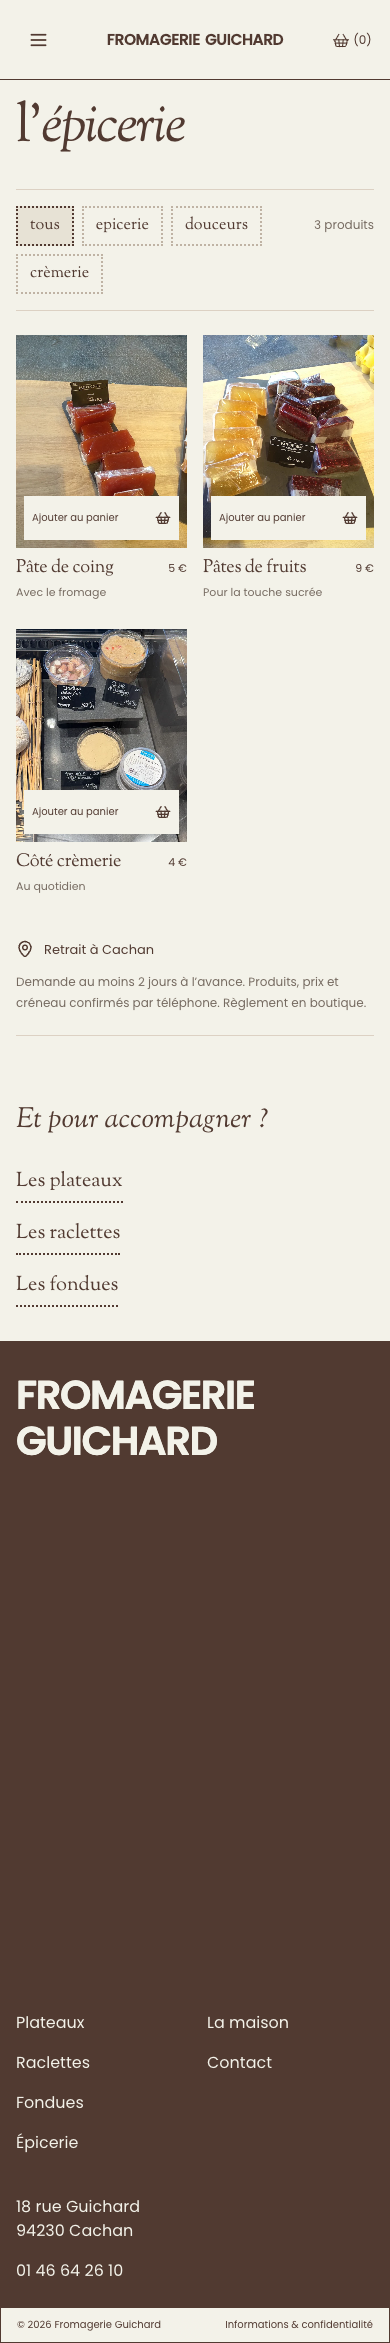 FROMAGERIE GUICHARD
(0)
l’épicerie
tous
epicerie
douceurs
3 produits
crèmerie
Ajouter au panier
Ajouter au panier
Pâte de coing
5 €
Pâtes de fruits
9 €
Avec le fromage
Pour la touche sucrée
Ajouter au panier
Côté crèmerie
4 €
Au quotidien
Retrait à Cachan
Demande au moins 2 jours à l’avance. Produits, prix et
créneau confirmés par téléphone. Règlement en boutique.
Et pour accompagner ?
Les plateaux
Les raclettes
Les fondues
FROMAGERIE
GUICHARD
Plateaux
La maison
Raclettes
Contact
Fondues
Épicerie
18 rue Guichard
94230 Cachan
01 46 64 26 10
© 2026 Fromagerie Guichard
Informations & confidentialité